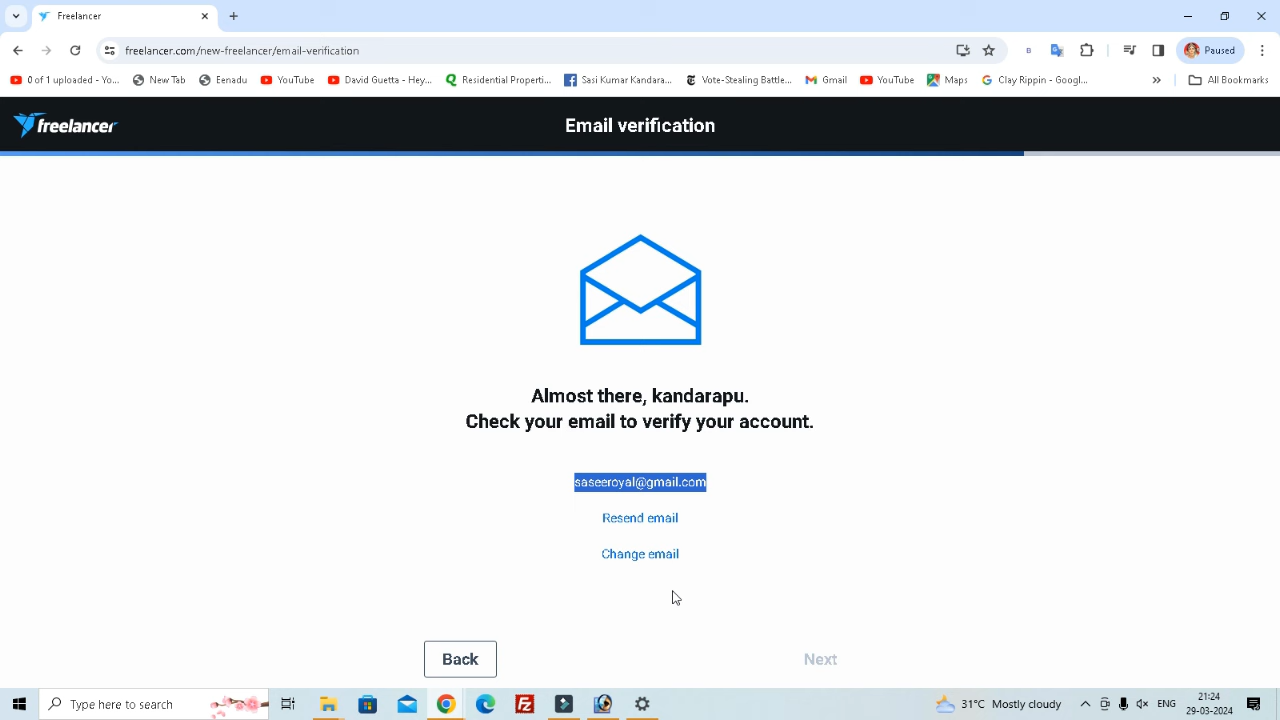 Freelancer
freelancer.com/new-freelancer/email-verification
Paused
0 of 1 uploaded - Yo...
New Tab
Eenadu
YouTube
David Guetta - Hey...
Residential Properti...
Sasi Kumar Kandara...
Vote-Stealing Battle...
Gmail
YouTube
Maps
Clay Rippin - Googl...
»
All Bookmarks
freelancer
Email verification
Almost there, kandarapu.
Check your email to verify your account.
saseeroyal@gmail.com
Resend email
Change email
Back
Next
Type here to search
31°C Mostly cloudy
ENG
21:24
29-03-2024